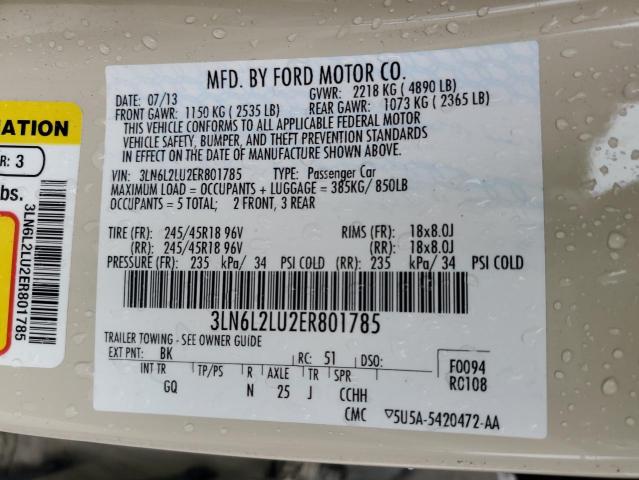 MFD. BY FORD MOTOR CO.
DATE: 07/13 GVWR: 2218 KG ( 4890 LB)
FRONT GAWR: 1150 KG ( 2535 LB) REAR GAWR: 1073 KG ( 2365 LB)
THIS VEHICLE CONFORMS TO ALL APPLICABLE FEDERAL MOTOR
VEHICLE SAFETY, BUMPER, AND THEFT PREVENTION STANDARDS
IN EFFECT ON THE DATE OF MANUFACTURE SHOWN ABOVE.
VIN: 3LN6L2LU2ER801785 TYPE: Passenger Car
MAXIMUM LOAD = OCCUPANTS + LUGGAGE = 385KG/ 850LB
OCCUPANTS = 5 TOTAL; 2 FRONT, 3 REAR
TIRE (FR): 245/45R18 96V RIMS (FR): 18x8.0J
(RR): 245/45R18 96V (RR): 18x8.0J
PRESSURE (FR): 235 kPa/ 34 PSI COLD (RR): 235 kPa/ 34 PSI COLD
3LN6L2LU2ER801785
TRAILER TOWING - SEE OWNER GUIDE
EXT PNT: BK RC: 51 DSO: F0094
RC108
INT TR TP/PS R AXLE TR SPR
GQ N 25 J CCHH
CMC ▽5U5A-5420472-AA
MATION
R: 3
bs.
3LN6L2LU2ER801785